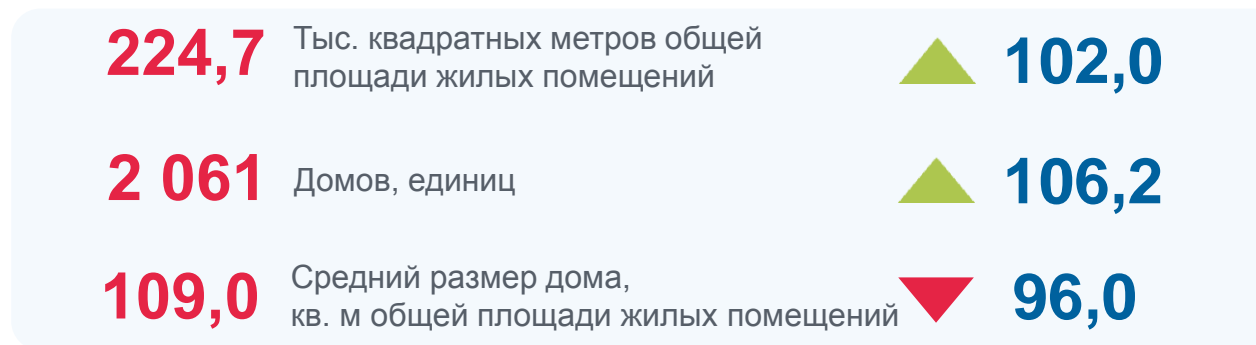 224,7 Тыс. квадратных метров общей
площади жилых помещений
102,0
2 061 Домов, единиц 106,2
109,0 Средний размер дома,
кв. м общей площади жилых помещений
96,0